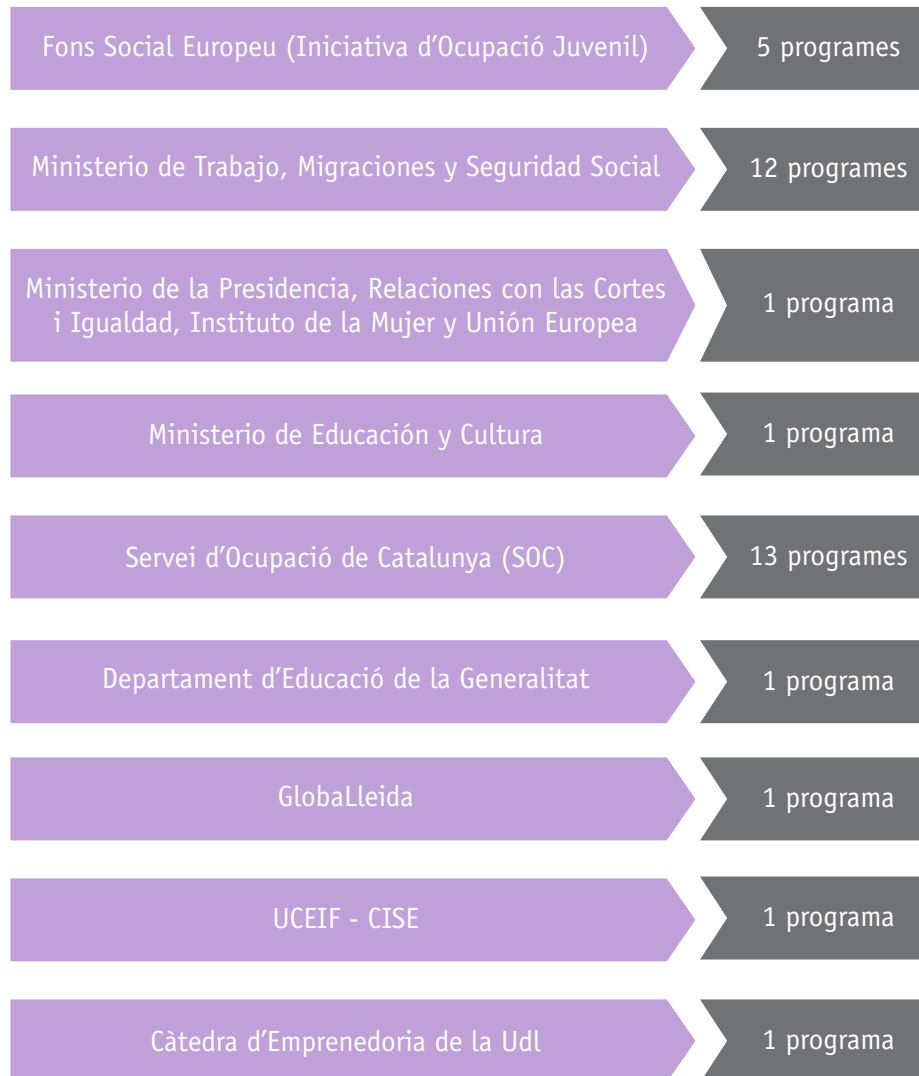 Fons Social Europeu (Iniciativa d’Ocupació Juvenil)
5 programes
Ministerio de Trabajo, Migraciones y Seguridad Social
12 programes
Ministerio de la Presidencia, Relaciones con las Cortes
i Igualdad, Instituto de la Mujer y Unión Europea
1 programa
Ministerio de Educación y Cultura
1 programa
Servei d’Ocupació de Catalunya (SOC)
13 programes
Departament d’Educació de la Generalitat
1 programa
GlobaLleida
1 programa
UCEIF - CISE
1 programa
Càtedra d’Emprenedoria de la Udl
1 programa